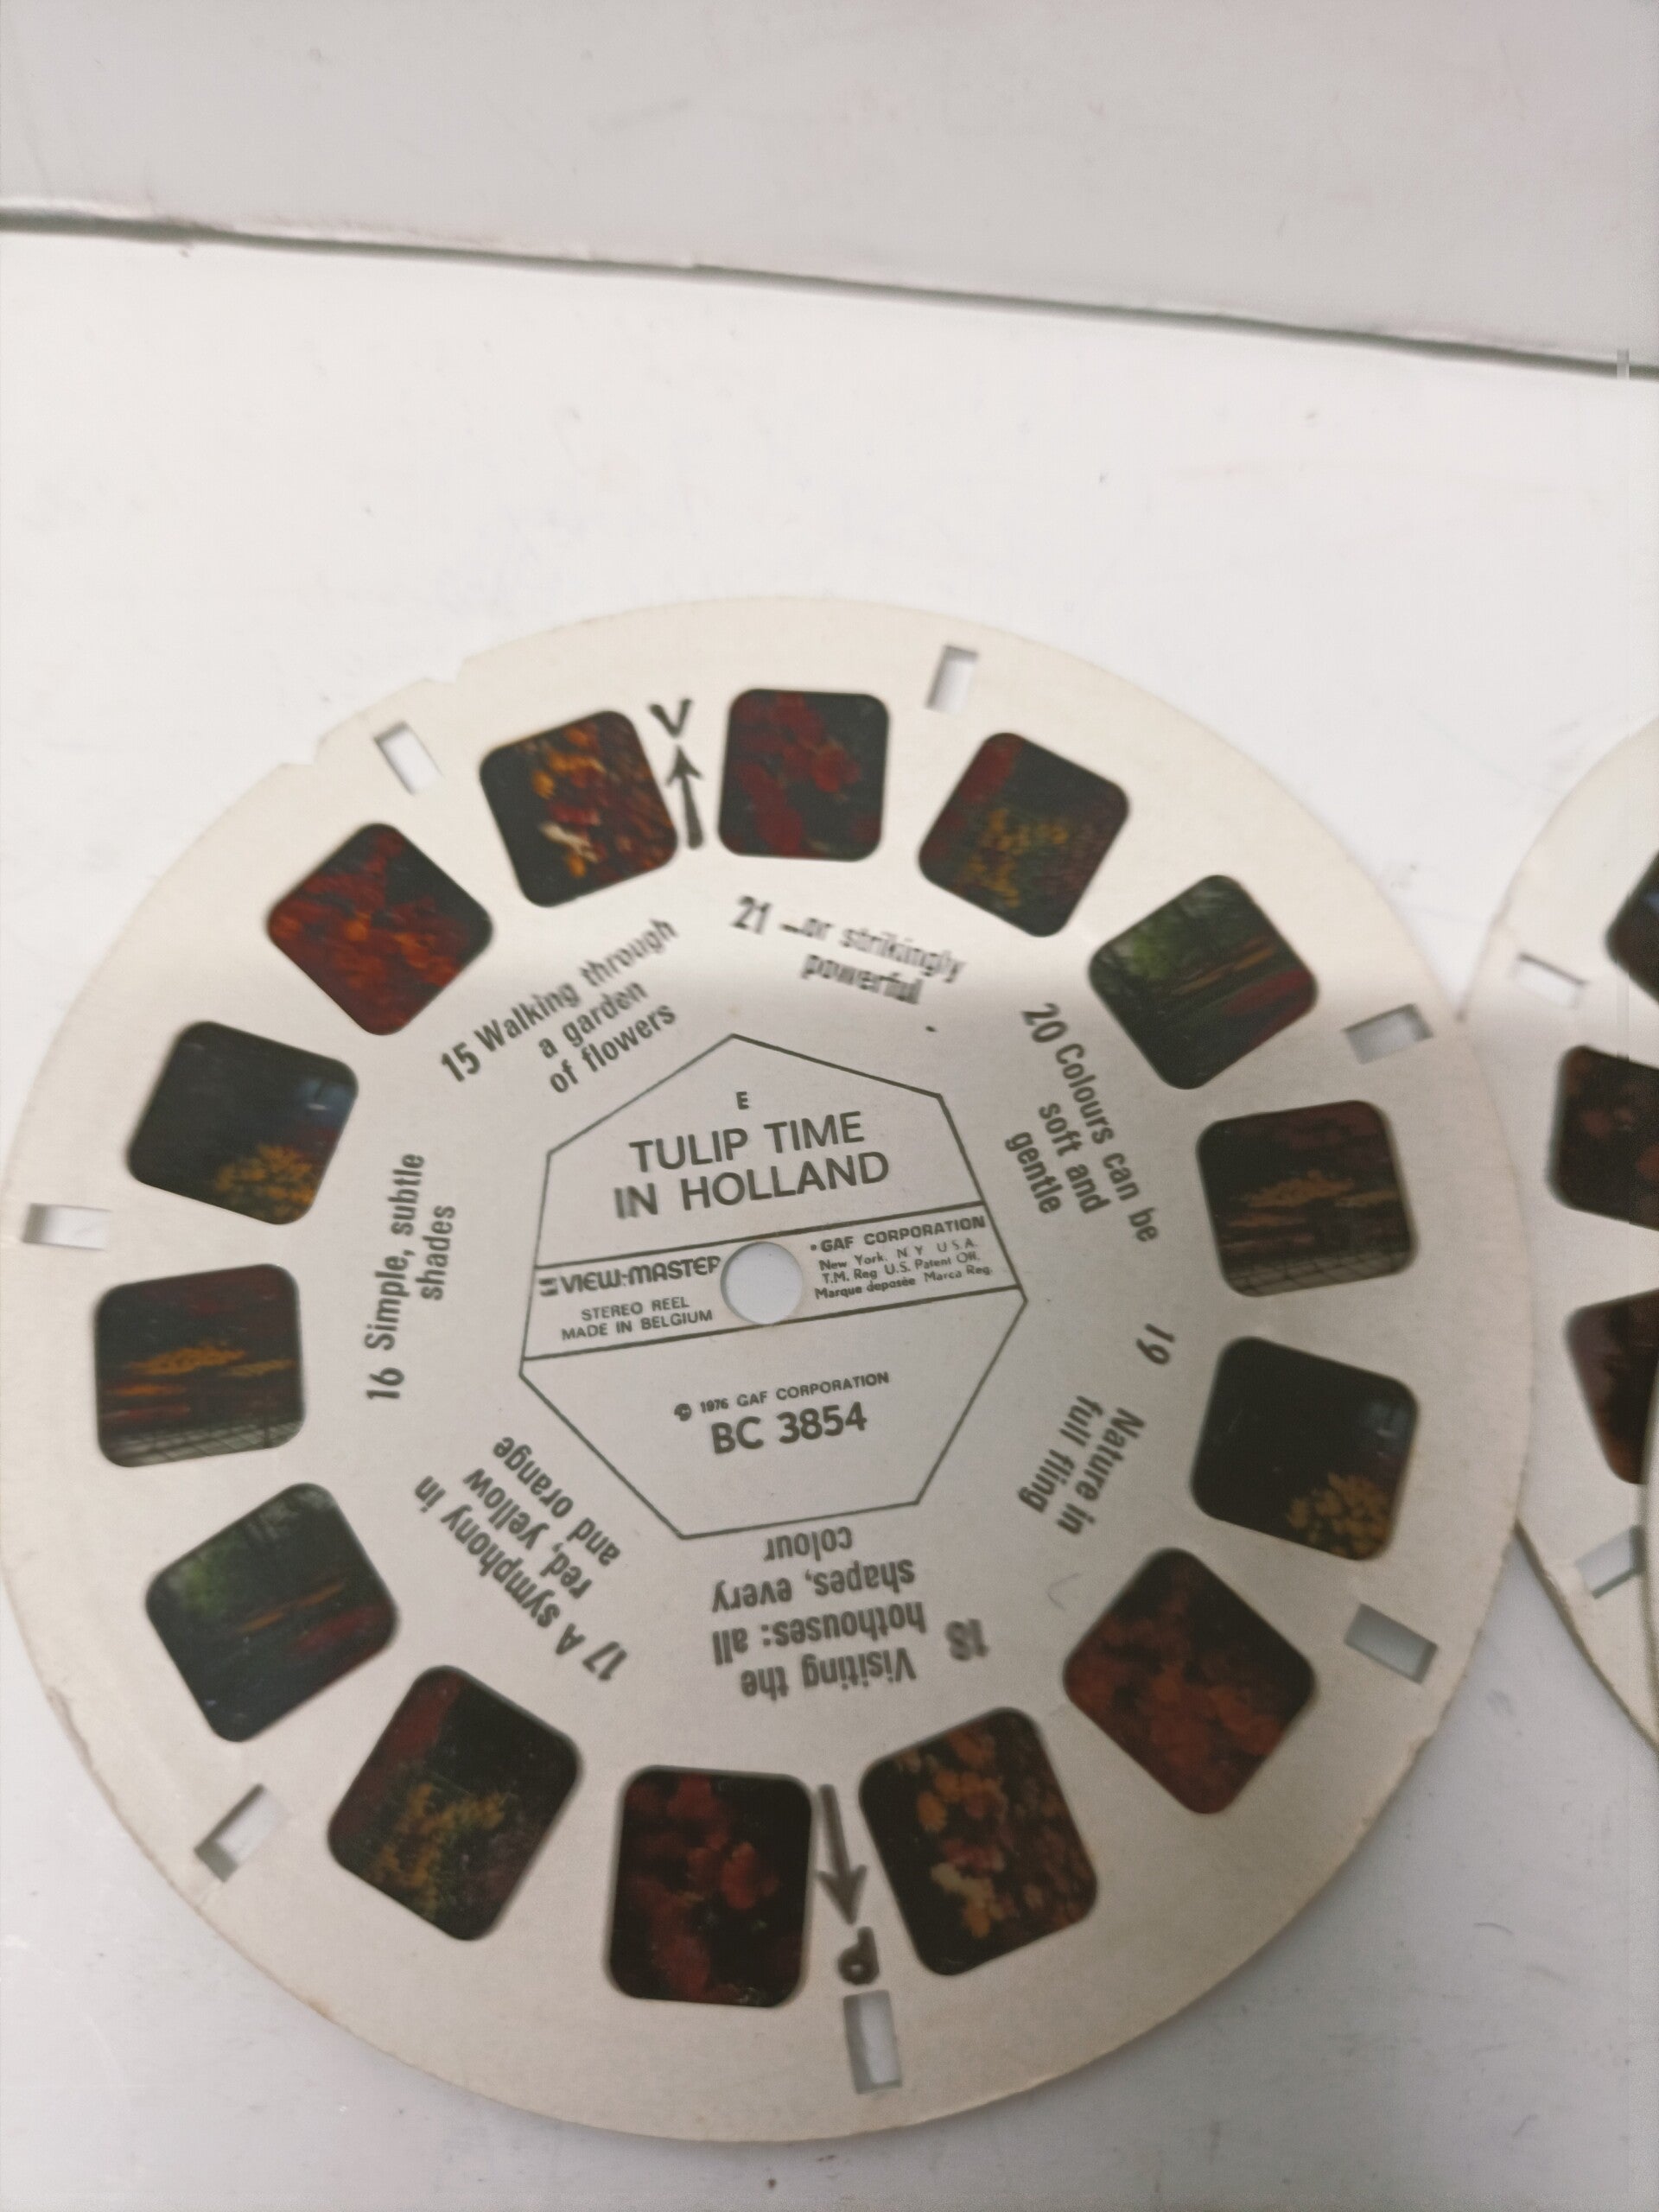 V
15 Walking through
a garden
of flowers
16 Simple, subtle
shades
17 A symphony in
red, yellow
and orange
18 Visiting the
hothouses: all
shapes, every
colour
19 Nature in
full fling
20 Colours can be
soft and
gentle
21 ...or strikingly
powerful
E
TULIP TIME
IN HOLLAND
VIEW-MASTER
STEREO REEL
MADE IN BELGIUM
GAF CORPORATION
New York, N Y U S A.
T.M. Reg U.S. Patent Off.
Marque deposée Marca Reg.
© 1976 GAF CORPORATION
BC 3854
P